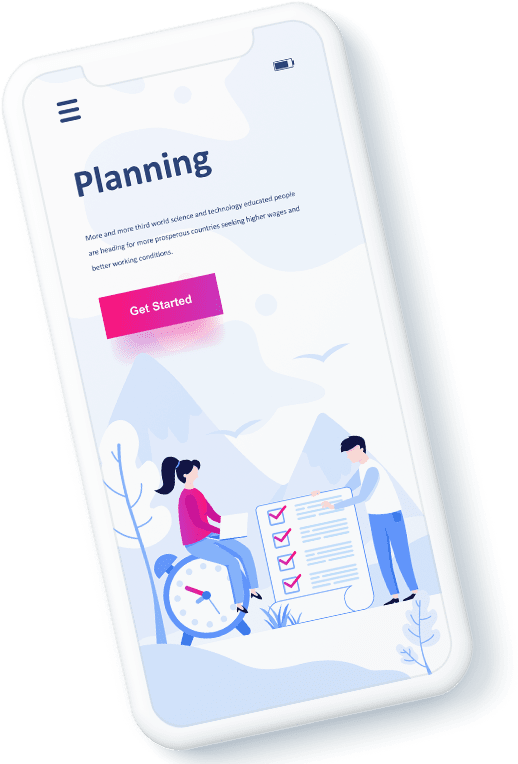 Planning
More and more third world science and technology educated people
are heading for more prosperous countries seeking higher wages and
better working conditions.
Get Started